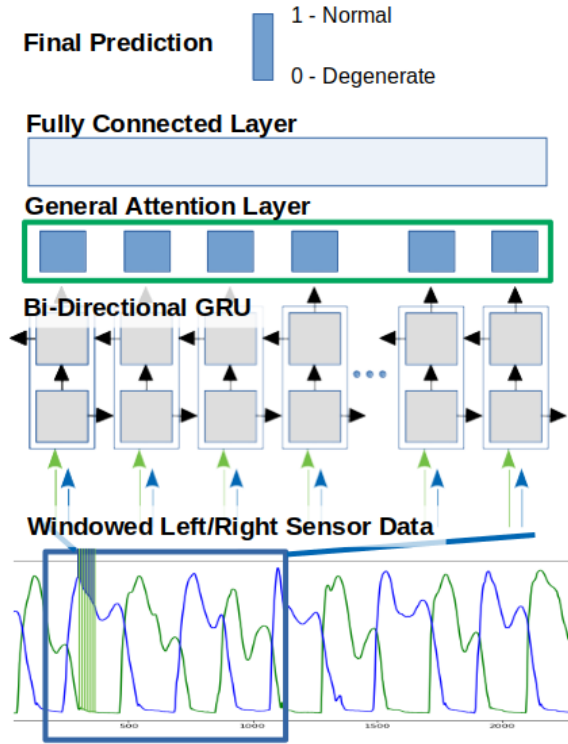 1 - Normal
Final Prediction
0 - Degenerate
Fully Connected Layer
General Attention Layer
Bi-Directional GRU
Windowed Left/Right Sensor Data
500 1000 1500 2000